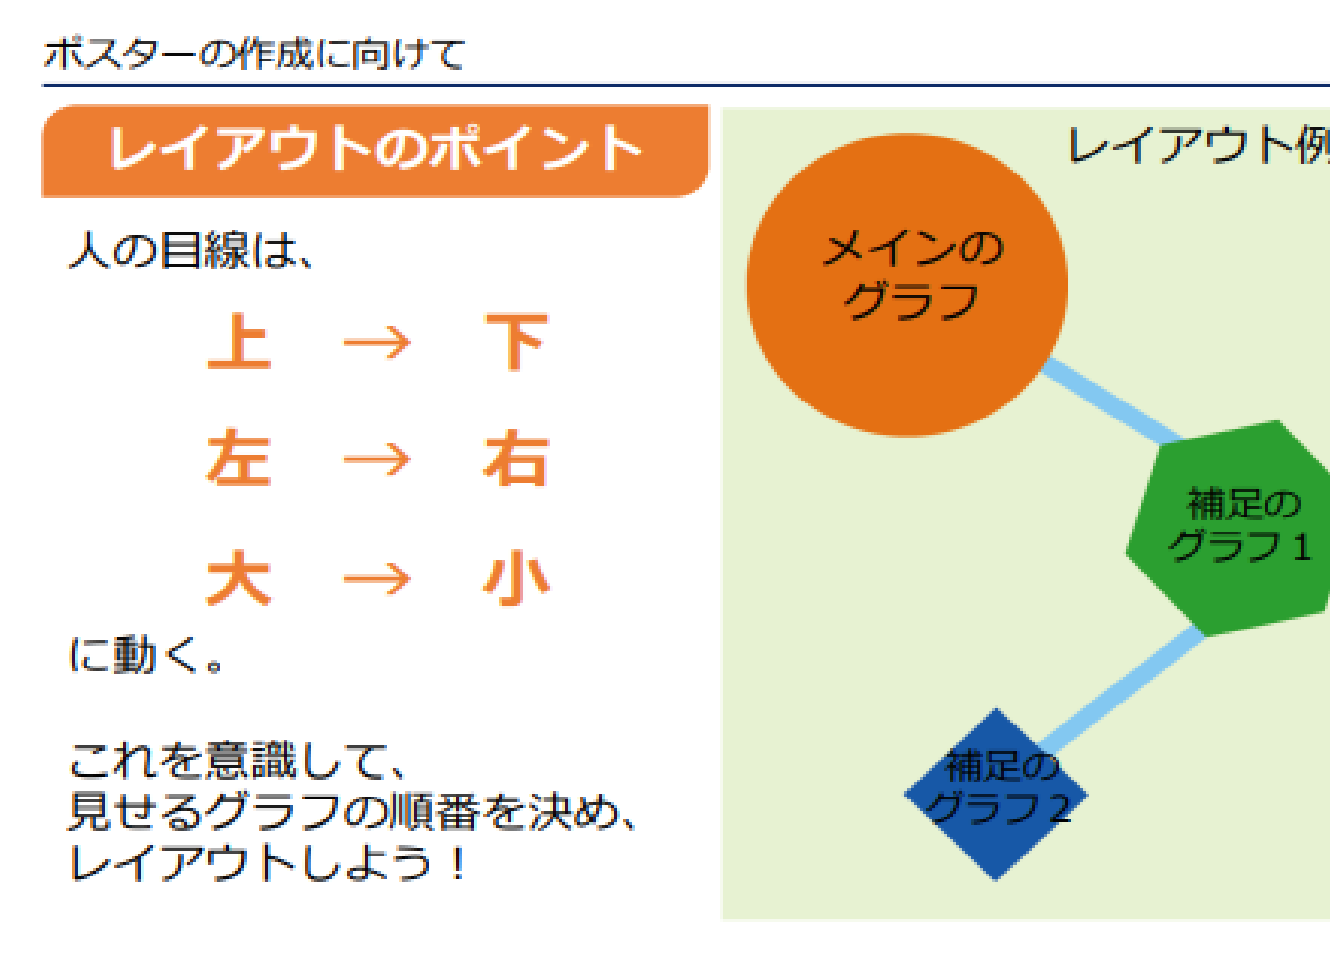 ポスターの作成に向けて
レイアウトのポイント
人の目線は、
上 → 下
左 → 右
大 → 小
に動く。
これを意識して、
見せるグラフの順番を決め、
レイアウトしよう！
レイアウト例
メインの
グラフ
補足の
グラフ１
補足の
グラフ２